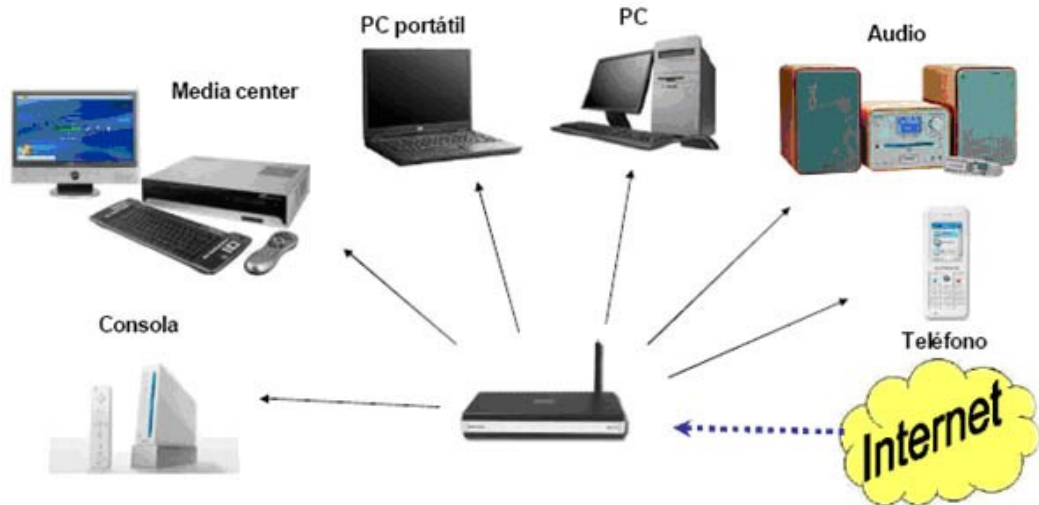 PC portátil
PC
Audio
Media center
Consola
Teléfono
Internet